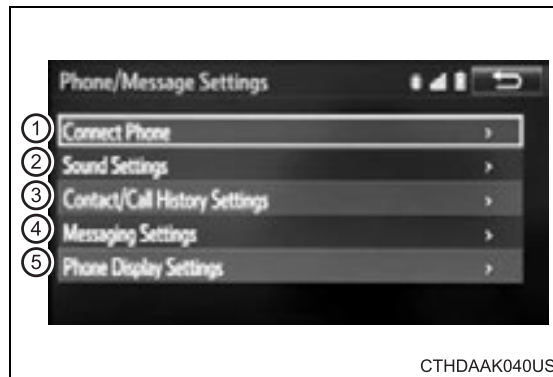 Phone/Message Settings
1 Connect Phone
2 Sound Settings
3 Contact/Call History Settings
4 Messaging Settings
5 Phone Display Settings
CTHDAAK040US